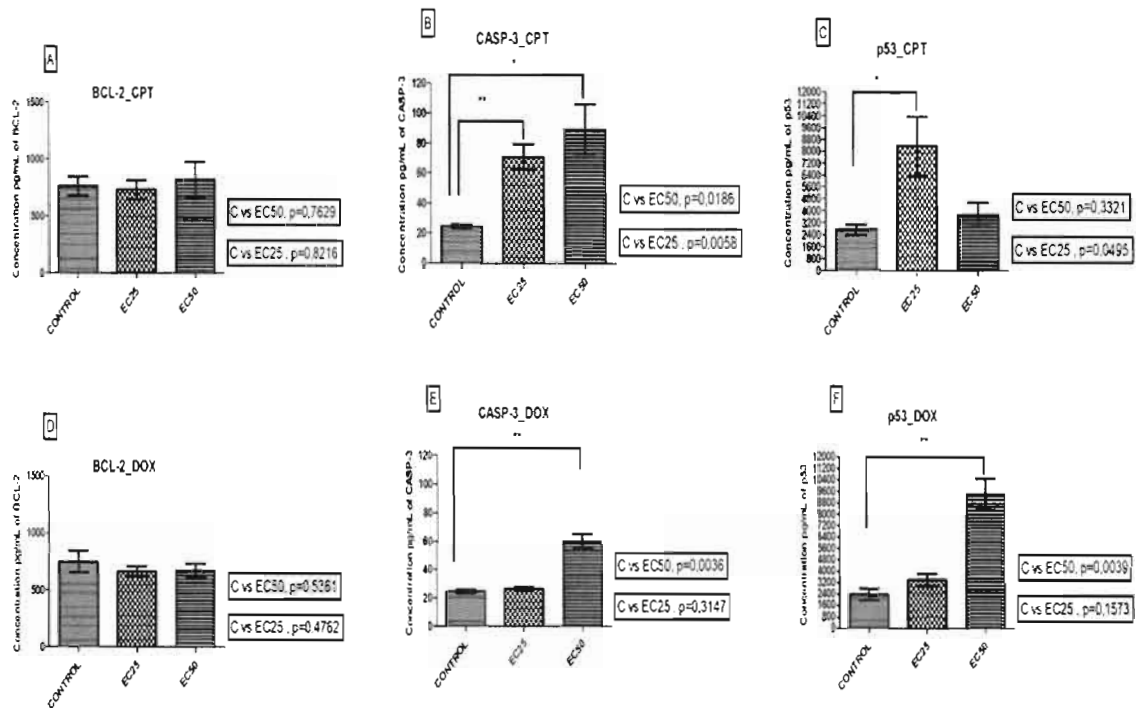 A
BCL-2_CPT
Concentration pg/mL of BCL-2
1500
1000
500
0
CONTROL
EC25
EC50
C vs EC50, p=0,7629
C vs EC25 , p=0,8216
B
CASP-3_CPT
*
**
Concentration pg/mL of CASP-3
120
100
80
60
40
20
0
CONTROL
EC25
EC50
C vs EC50, p=0,0186
C vs EC25 , p=0,0058
C
p53_CPT
*
Concentration pg/mL of p53
12000
11200
10400
9600
8800
8000
7200
6400
5600
4800
4000
3200
2400
1600
800
0
CONTROL
EC25
EC50
C vs EC50, p=0,3321
C vs EC25 , p=0,0495
D
BCL-2_DOX
Concentration pg/mL of BCL-2
1500
1000
500
0
CONTROL
EC25
EC50
C vs EC50, p=0,5361
C vs EC25 , p=0,4762
E
CASP-3_DOX
**
Concentration pg/mL of CASP-3
120
100
80
60
40
20
0
CONTROL
EC25
EC50
C vs EC50, p=0,0036
C vs EC25 , p=0,3147
F
p53_DOX
**
Concentration pg/mL of p53
12000
11200
10400
9600
8800
8000
7200
6400
5600
4800
4000
3200
2400
1600
800
0
CONTROL
EC25
EC50
C vs EC50, p=0,0039
C vs EC25 , p=0,1573